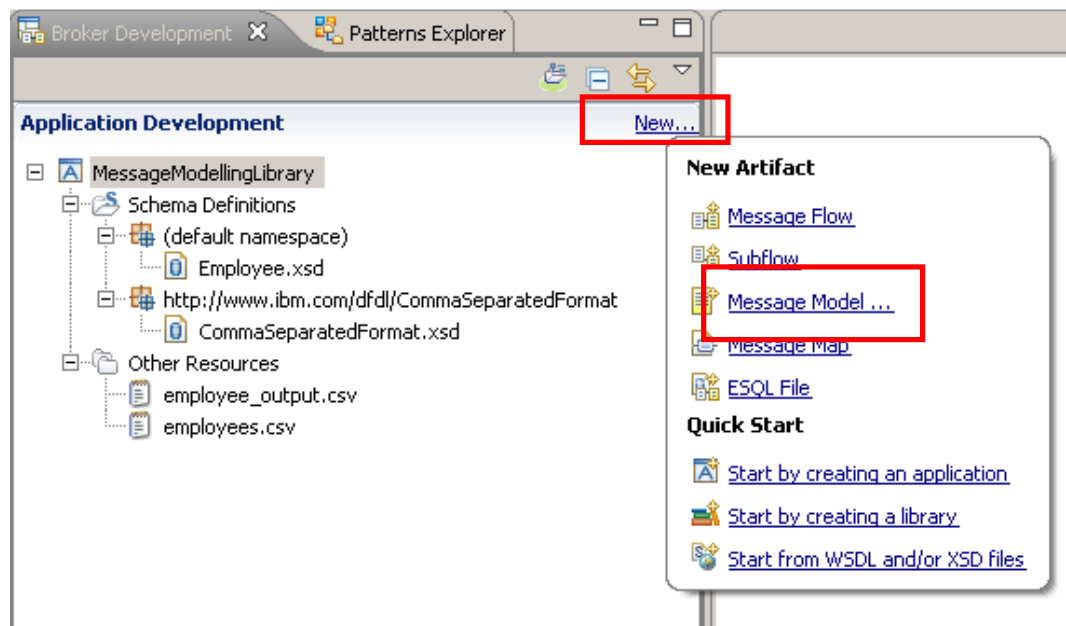 Broker Development Patterns Explorer
Application Development New...
MessageModellingLibrary
Schema Definitions
(default namespace)
Employee.xsd
http://www.ibm.com/dfdl/CommaSeparatedFormat
CommaSeparatedFormat.xsd
Other Resources
employee_output.csv
employees.csv
New Artifact
Message Flow
Subflow
Message Model ...
Message Map
ESQL File
Quick Start
Start by creating an application
Start by creating a library
Start from WSDL and/or XSD files